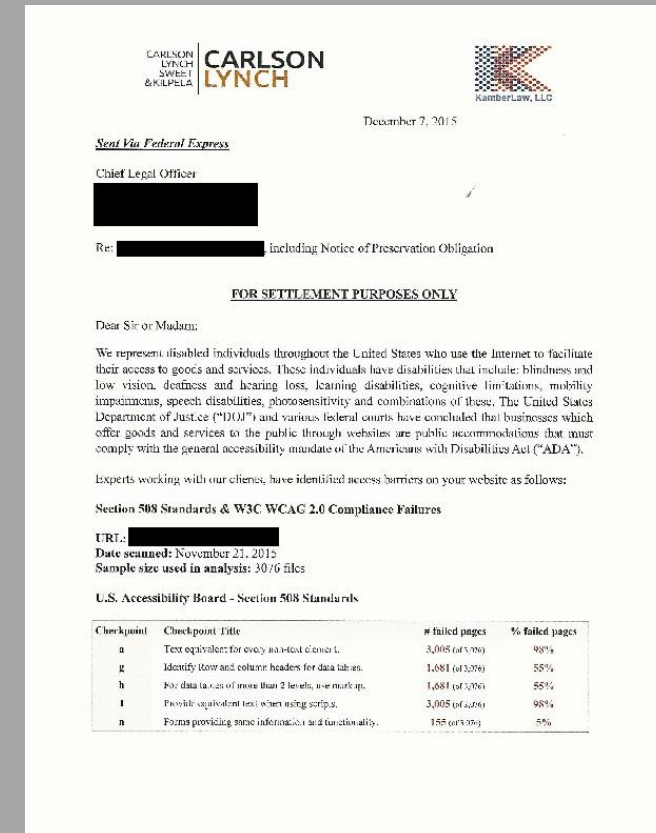 CARLSON
LYNCH
SWEET
&KILPELA
CARLSON
LYNCH
KamberLaw, LLC
December 7, 2015
Sent Via Federal Express
Chief Legal Officer
Re: , including Notice of Preservation Obligation
FOR SETTLEMENT PURPOSES ONLY
Dear Sir or Madam:
We represent disabled individuals throughout the United States who use the Internet to facilitate
their access to goods and services. These individuals have disabilities that include: blindness and
low vision, deafness and hearing loss, learning disabilities, cognitive limitations, mobility
impairments, speech disabilities, photosensitivity and combinations of these. The United States
Department of Justice (“DOJ”) and various federal courts have concluded that businesses which
offer goods and services to the public through websites are public accommodations that must
comply with the general accessibility mandate of the Americans with Disabilities Act (“ADA”).
Experts working with our clients, have identified access barriers on your website as follows:
Section 508 Standards & W3C WCAG 2.0 Compliance Failures
URL:
Date scanned: November 21, 2015
Sample size used in analysis: 3076 files
U.S. Accessibility Board - Section 508 Standards
Checkpoint Checkpoint Title # failed pages % failed pages
a Text equivalent for every non-text element. 3,005 (of 3,076) 98%
g Identify Row and column headers for data tables. 1,681 (of 3,076) 55%
h For data tables of more than 2 levels, use markup. 1,681 (of 3,076) 55%
l Provide equivalent text when using scripts. 3,005 (of 3,076) 98%
n Forms providing same information and functionality. 155 (of 3,076) 5%